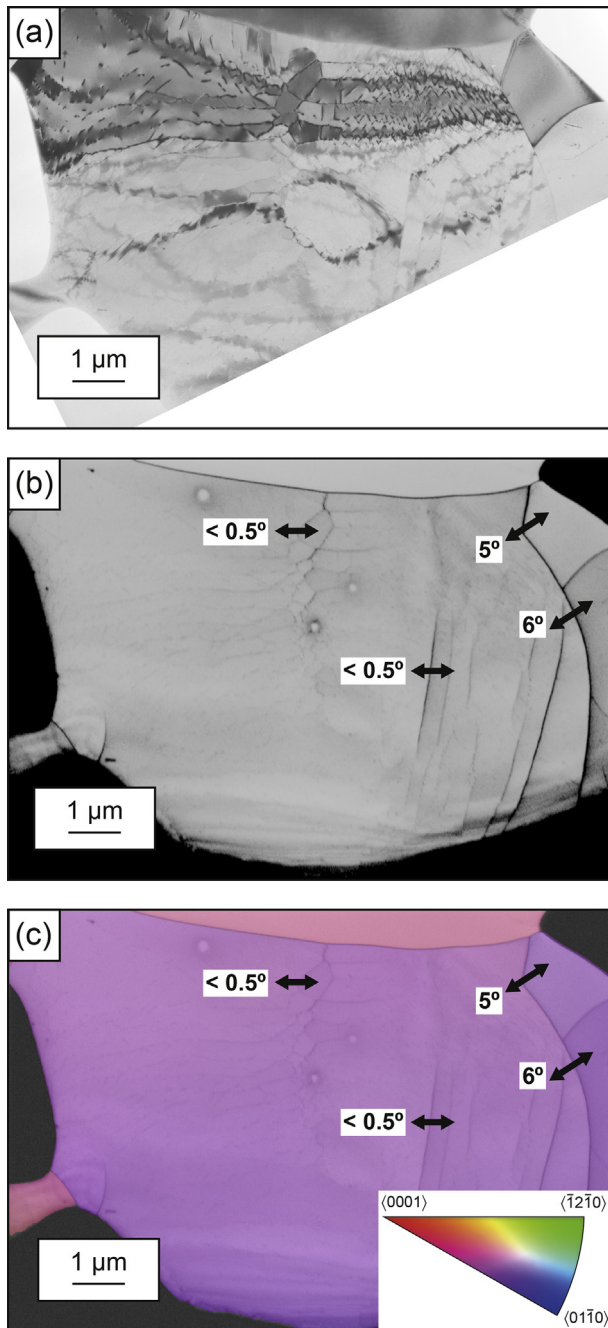 (a)
1 µm
(b)
< 0.5º
5º
6º
< 0.5º
1 µm
(c)
< 0.5º
5º
6º
< 0.5º
⟨0001⟩ ⟨1̅21̅0⟩
⟨011̅0⟩
1 µm